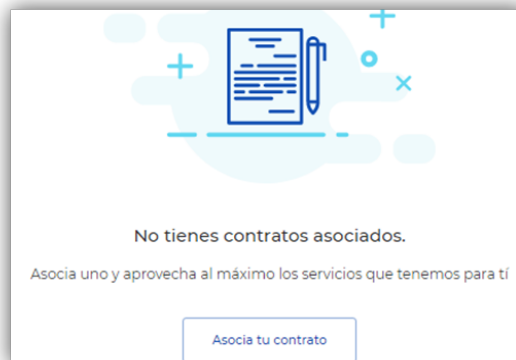 No tienes contratos asociados.
Asocia uno y aprovecha al máximo los servicios que tenemos para tí
Asocia tu contrato